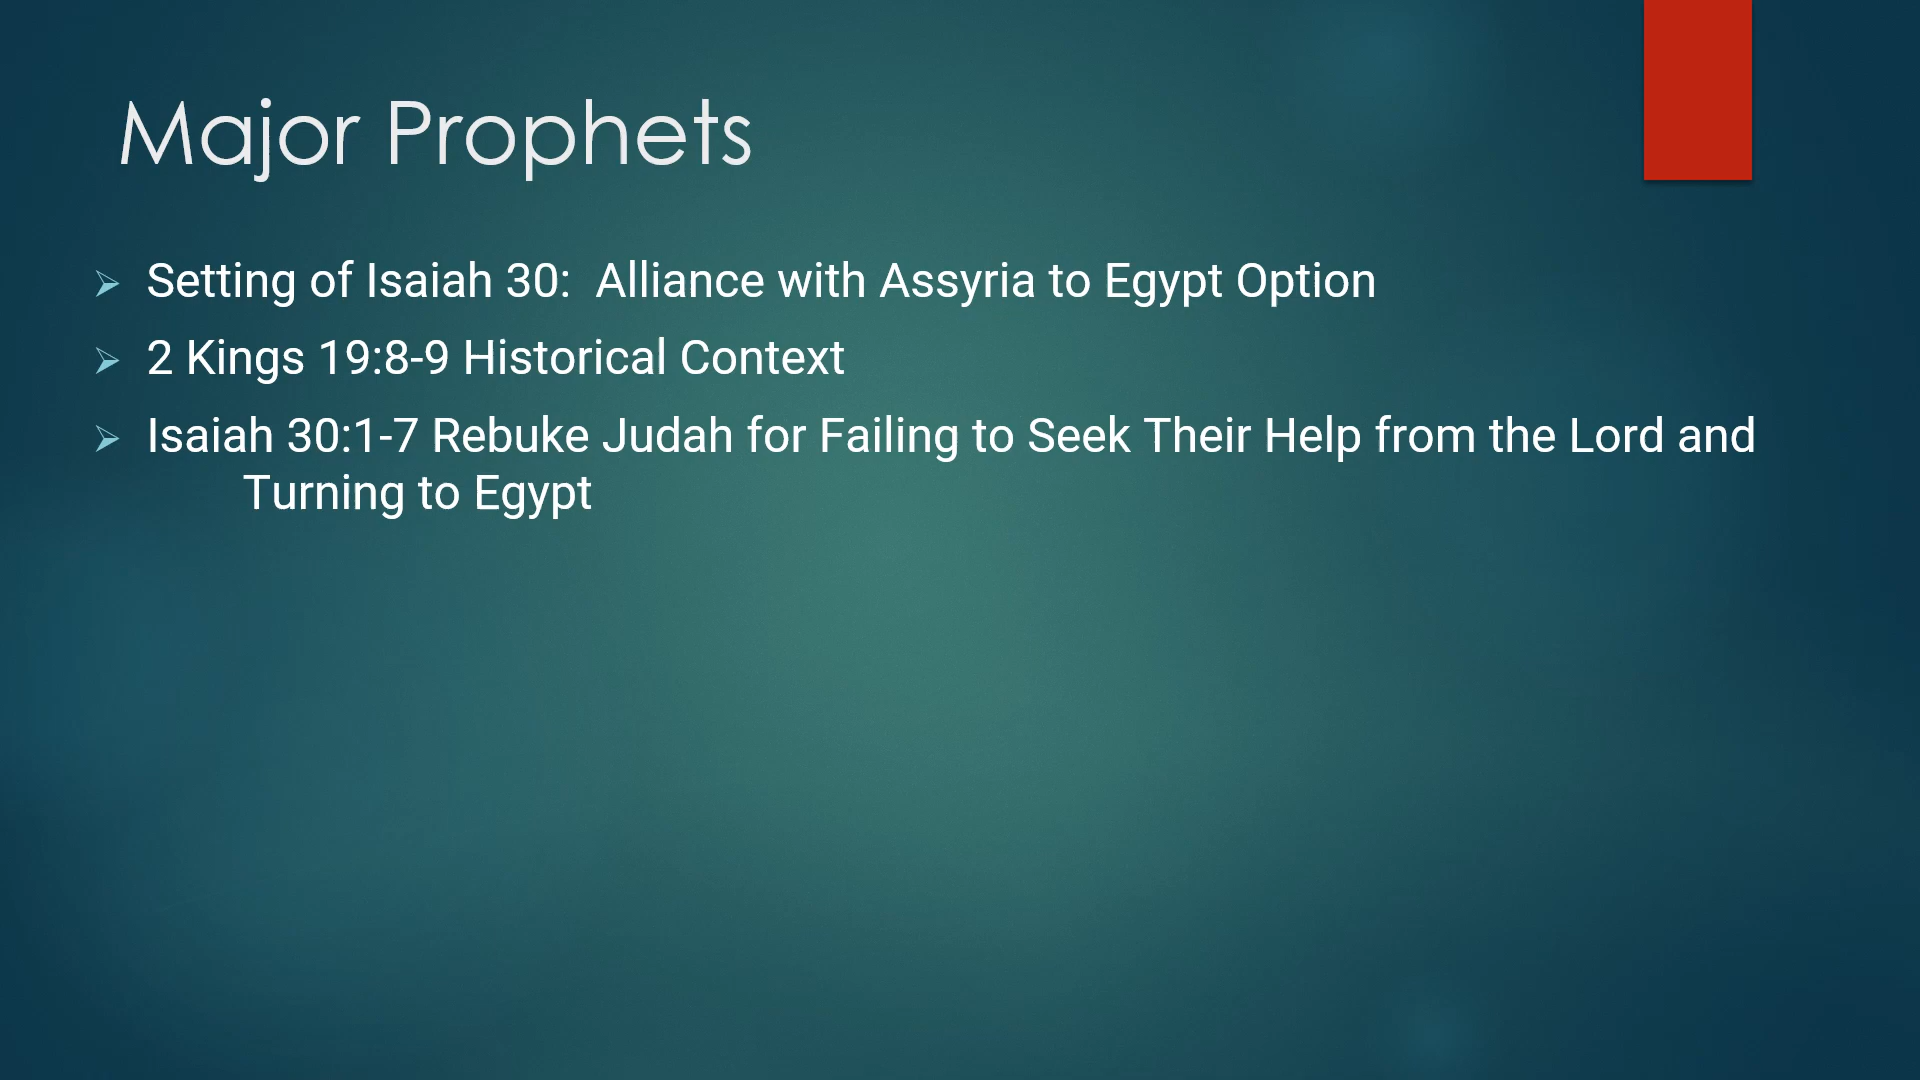 Major Prophets
Setting of Isaiah 30:  Alliance with Assyria to Egypt Option
2 Kings 19:8-9 Historical Context
Isaiah 30:1-7 Rebuke Judah for Failing to Seek Their Help from the Lord and
Turning to Egypt